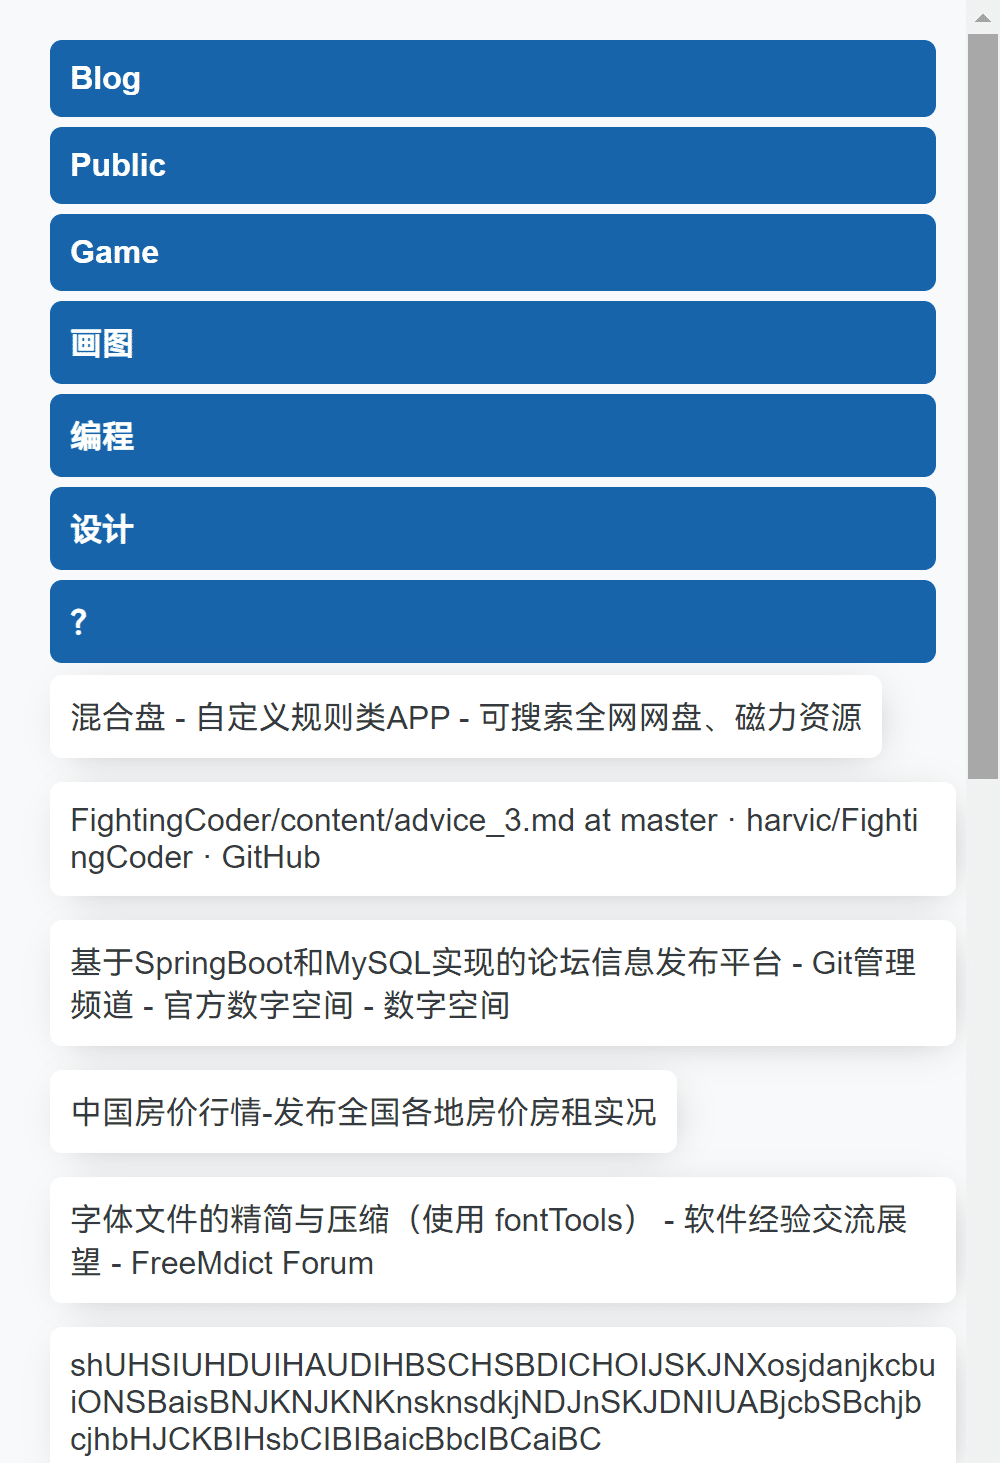 Blog
Public
Game
画图
编程
设计
?
混合盘 - 自定义规则类APP - 可搜索全网网盘、磁力资源
FightingCoder/content/advice_3.md at master · harvic/Fighti
ngCoder · GitHub
基于SpringBoot和MySQL实现的论坛信息发布平台 - Git管理
频道 - 官方数字空间 - 数字空间
中国房价行情-发布全国各地房价房租实况
字体文件的精简与压缩（使用 fontTools） - 软件经验交流展
望 - FreeMdict Forum
shUHSIUHDUIHAUDIHBSCHSBDICHOIJSKJNXosjdanjkcbu
iONSBaisBNJKNJKNKnsknsdkjNDJnSKJDNIUABjcbSBchjb
cjhbHJCKBIHsbCIBIBaicBbcIBCaiBC